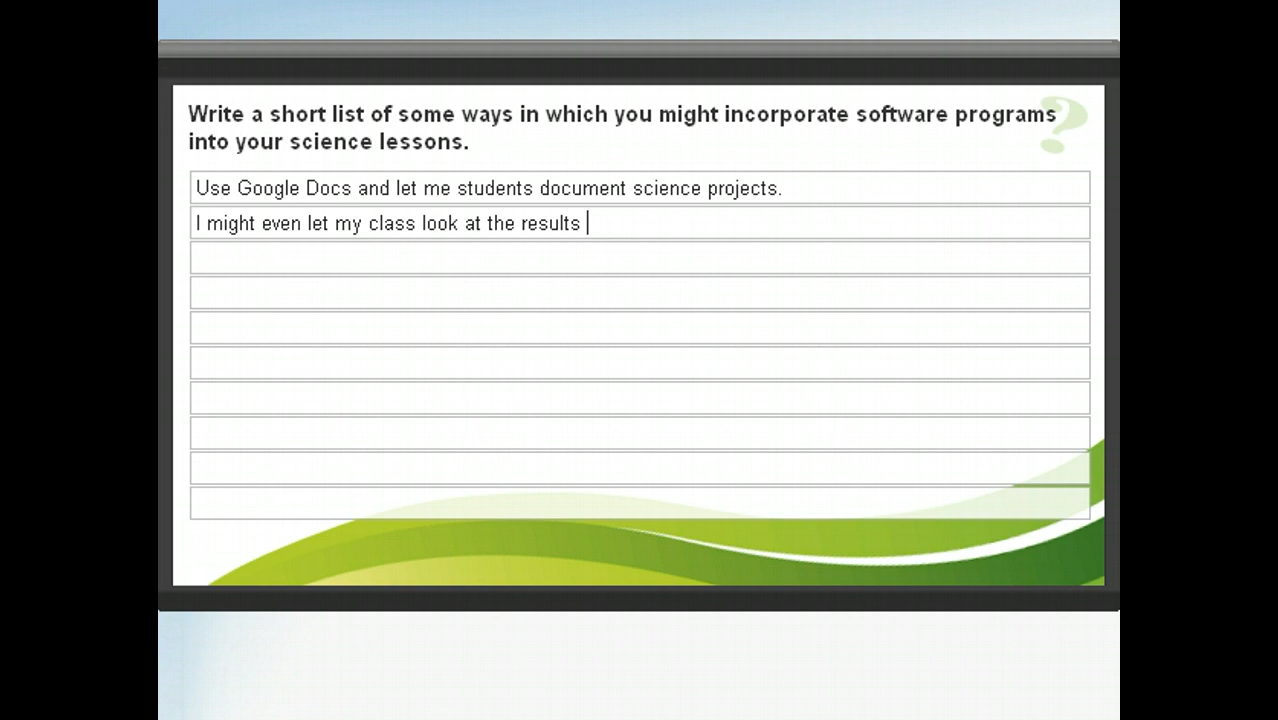 Write a short list of some ways in which you might incorporate software programs
into your science lessons.
Use Google Docs and let me students document science projects.
I might even let my class look at the results